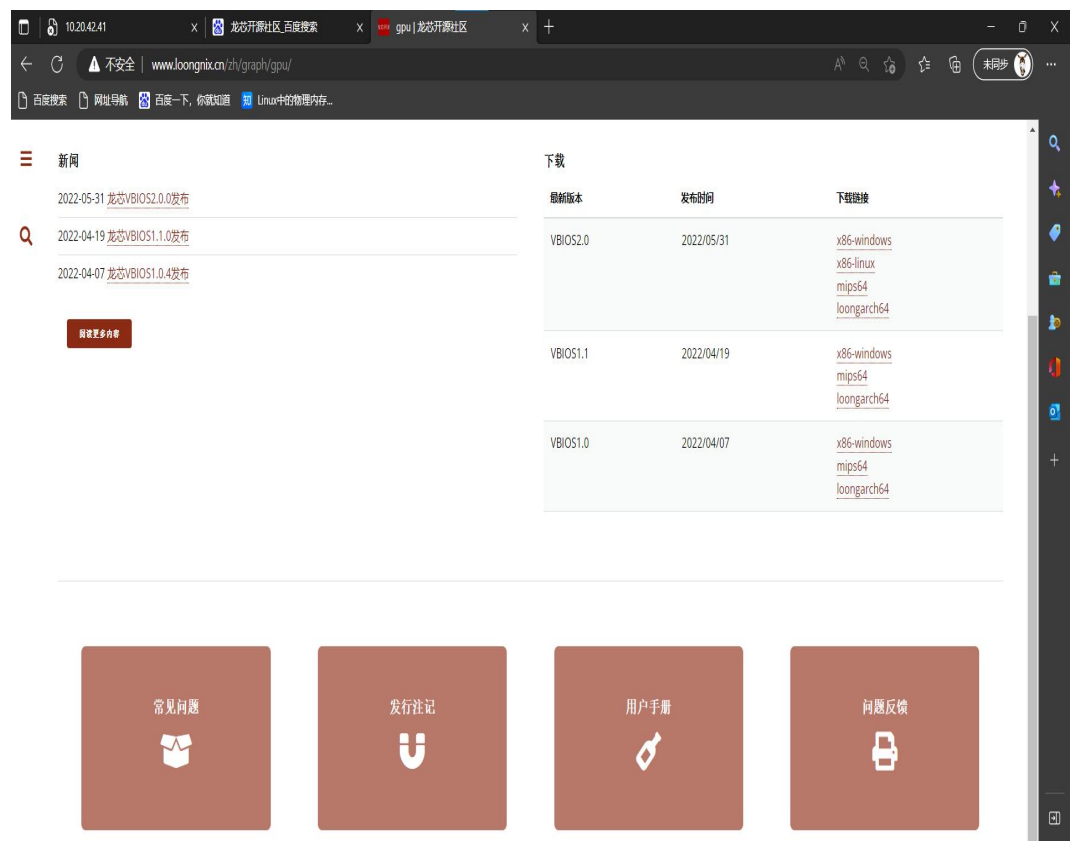 10.20.42.41
龙芯开源社区_百度搜索
gpu | 龙芯开源社区
不安全 | www.loongnix.cn/zh/graph/gpu/
未同步
百度搜索
网址导航
百度一下，你就知道
知 Linux中的物理内存...
新闻
2022-05-31 龙芯VBIOS2.0.0发布
2022-04-19 龙芯VBIOS1.1.0发布
2022-04-07 龙芯VBIOS1.0.4发布
阅读更多内容
下载
最新版本 发布时间 下载链接
VBIOS2.0 2022/05/31 x86-windows
x86-linux
mips64
loongarch64
VBIOS1.1 2022/04/19 x86-windows
mips64
loongarch64
VBIOS1.0 2022/04/07 x86-windows
mips64
loongarch64
常见问题
发行注记
用户手册
问题反馈